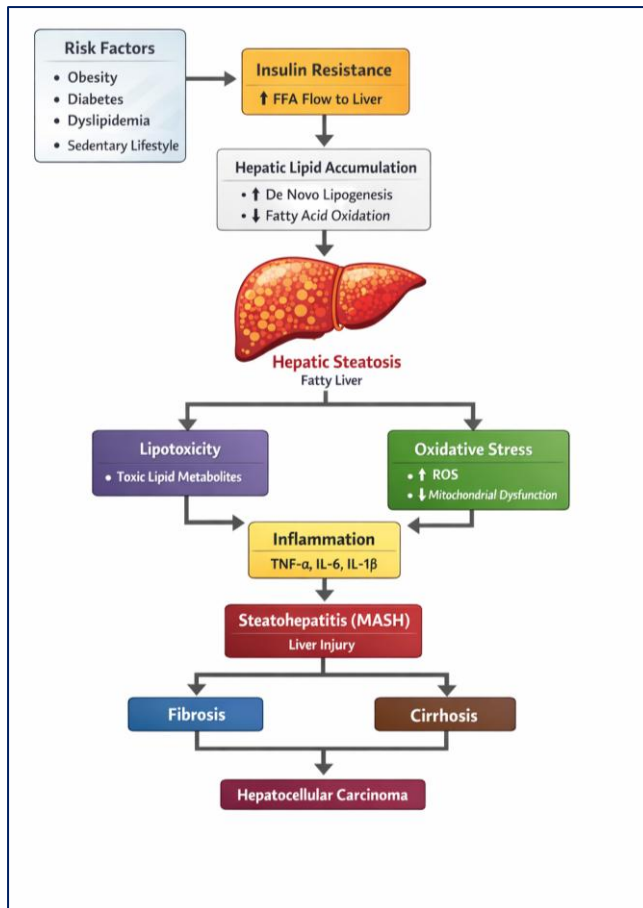 Risk Factors
• Obesity
• Diabetes
• Dyslipidemia
• Sedentary Lifestyle
Insulin Resistance
↑ FFA Flow to Liver
Hepatic Lipid Accumulation
• ↑ De Novo Lipogenesis
• ↓ Fatty Acid Oxidation
Hepatic Steatosis
Fatty Liver
Lipotoxicity
• Toxic Lipid Metabolites
Oxidative Stress
• ↑ ROS
• ↓ Mitochondrial Dysfunction
Inflammation
TNF-α, IL-6, IL-1β
Steatohepatitis (MASH)
Liver Injury
Fibrosis
Cirrhosis
Hepatocellular Carcinoma